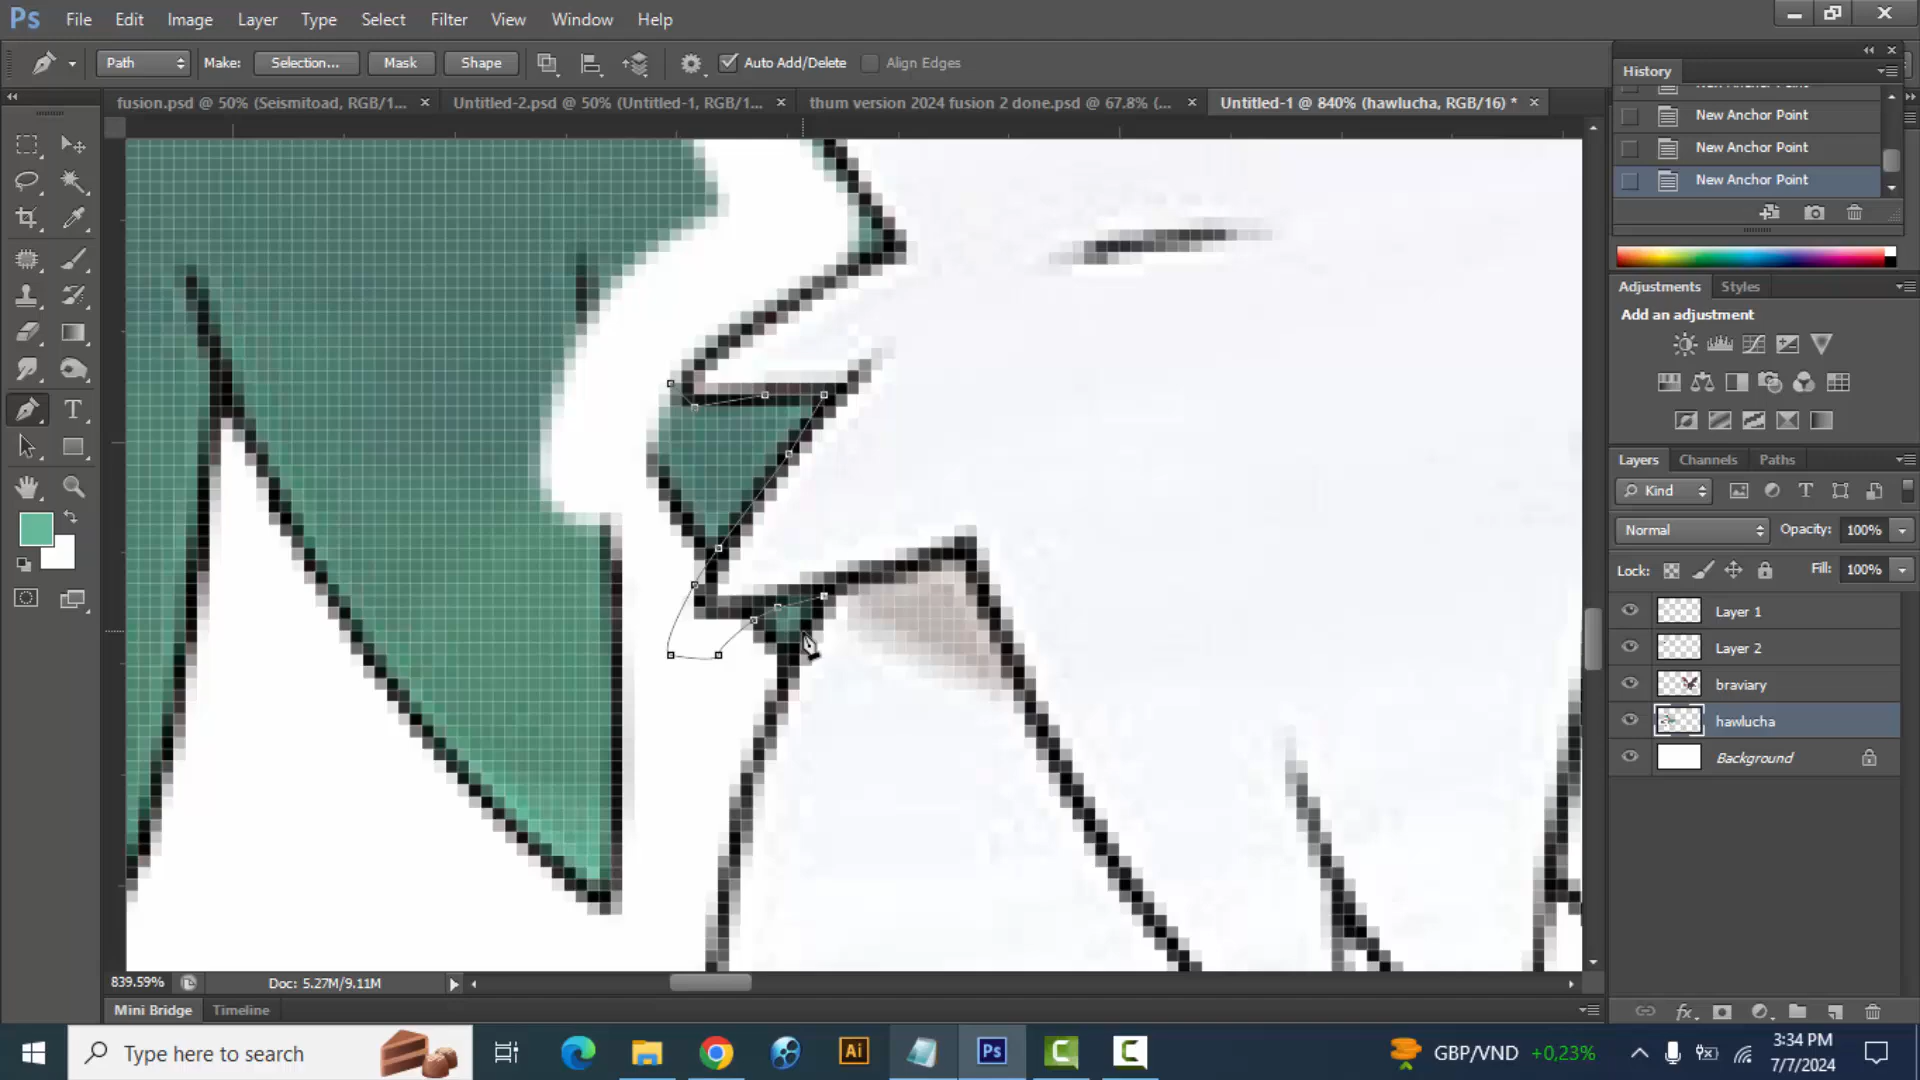 Ps File Edit Image Layer Type Select Filter View Window Help
Path Make: Selection... Mask Shape Auto Add/Delete Align Edges
fusion.psd @ 50% (Seismitoad, RGB/1... Untitled-2.psd @ 50% (Untitled-1, RGB/1... thum version 2024 fusion 2 done.psd @ 67.8% (... Untitled-1 @ 840% (hawlucha, RGB/16) *
History
New Anchor Point
New Anchor Point
New Anchor Point
Adjustments Styles
Add an adjustment
Layers Channels Paths
Kind
Normal Opacity: 100%
Lock: Fill: 100%
Layer 1
Layer 2
braviary
hawlucha
Background
839.59% Doc: 5.27M/9.11M
Mini Bridge Timeline
Type here to search
Ai
Ps
GBP/VND +0,23%
3:34 PM
7/7/2024